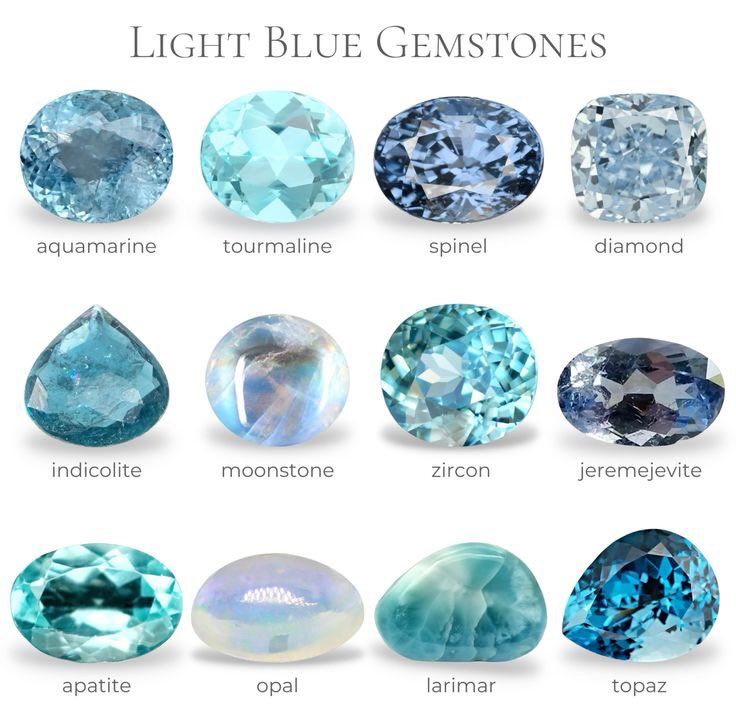 Light Blue Gemstones
aquamarine tourmaline spinel diamond
indicolite moonstone zircon jeremejevite
apatite opal larimar topaz